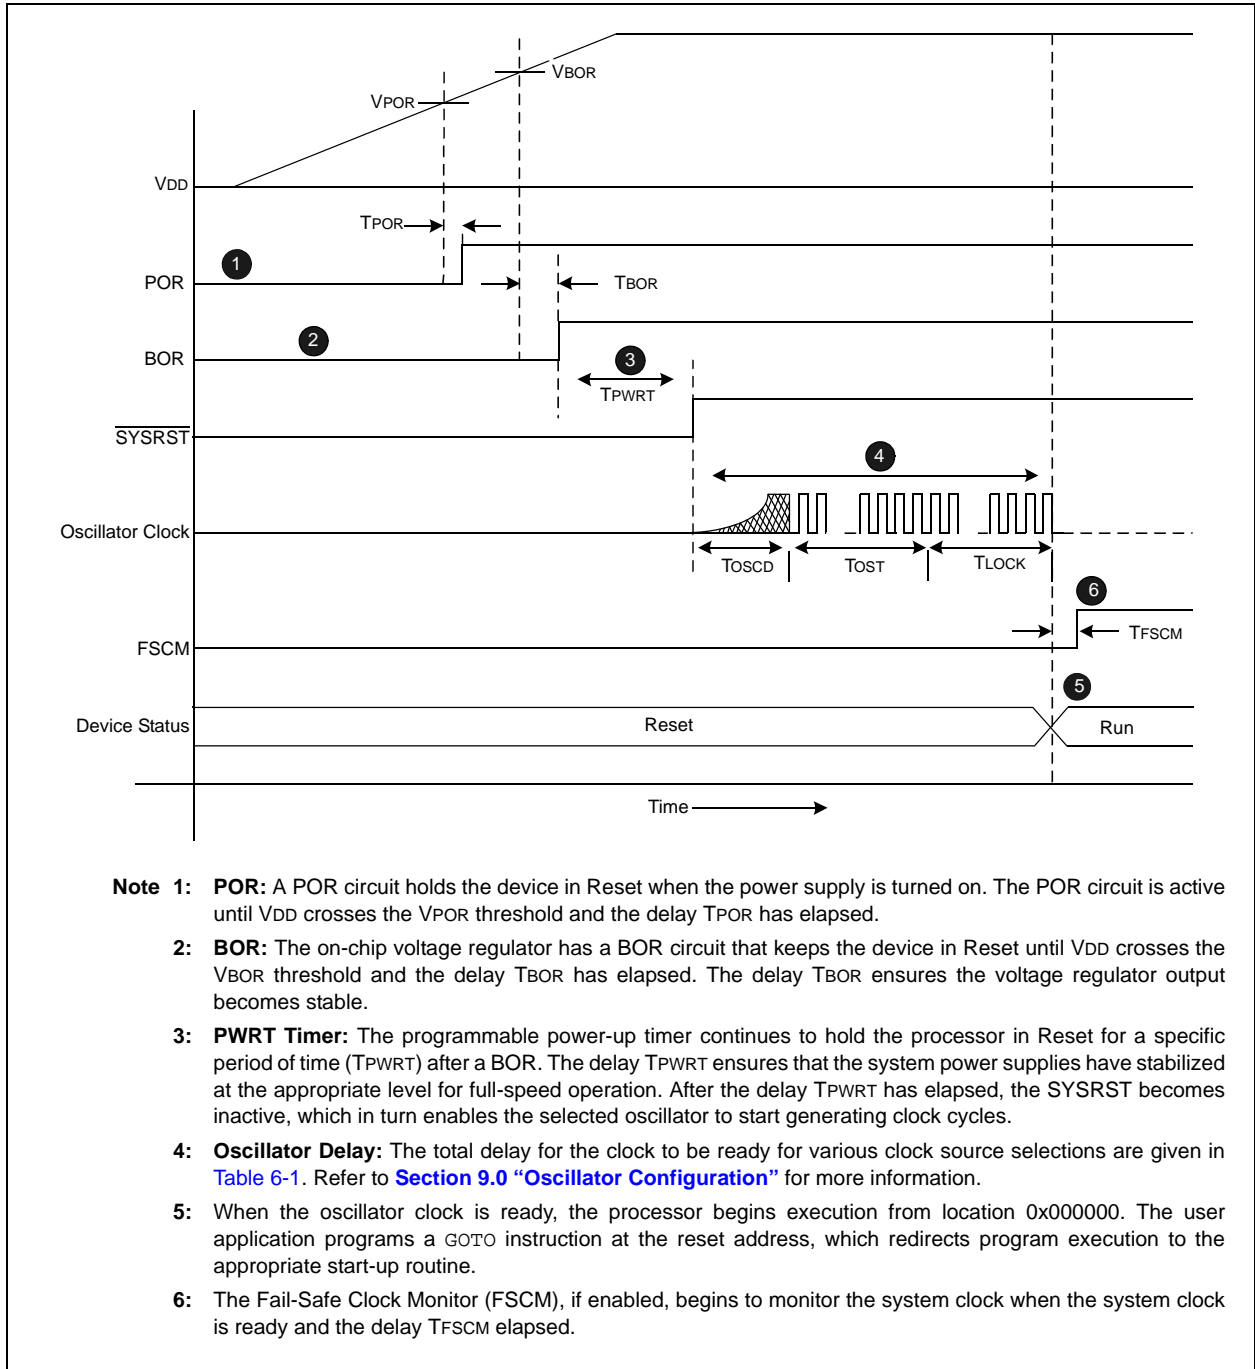 VBOR
VPOR
VDD
TPOR
1
POR
TBOR
2
BOR
3
TPWRT
SYSRST
4
Oscillator Clock
TOSCD TOST TLOCK
6
FSCM
TFSCM
5
Device Status
Reset
Run
Time
Note 1: POR: A POR circuit holds the device in Reset when the power supply is turned on. The POR circuit is active
until VDD crosses the VPOR threshold and the delay TPOR has elapsed.
2: BOR: The on-chip voltage regulator has a BOR circuit that keeps the device in Reset until VDD crosses the
VBOR threshold and the delay TBOR has elapsed. The delay TBOR ensures the voltage regulator output
becomes stable.
3: PWRT Timer: The programmable power-up timer continues to hold the processor in Reset for a specific
period of time (TPWRT) after a BOR. The delay TPWRT ensures that the system power supplies have stabilized
at the appropriate level for full-speed operation. After the delay TPWRT has elapsed, the SYSRST becomes
inactive, which in turn enables the selected oscillator to start generating clock cycles.
4: Oscillator Delay: The total delay for the clock to be ready for various clock source selections are given in
Table 6-1. Refer to Section 9.0 “Oscillator Configuration” for more information.
5: When the oscillator clock is ready, the processor begins execution from location 0x000000. The user
application programs a GOTO instruction at the reset address, which redirects program execution to the
appropriate start-up routine.
6: The Fail-Safe Clock Monitor (FSCM), if enabled, begins to monitor the system clock when the system clock
is ready and the delay TFSCM elapsed.